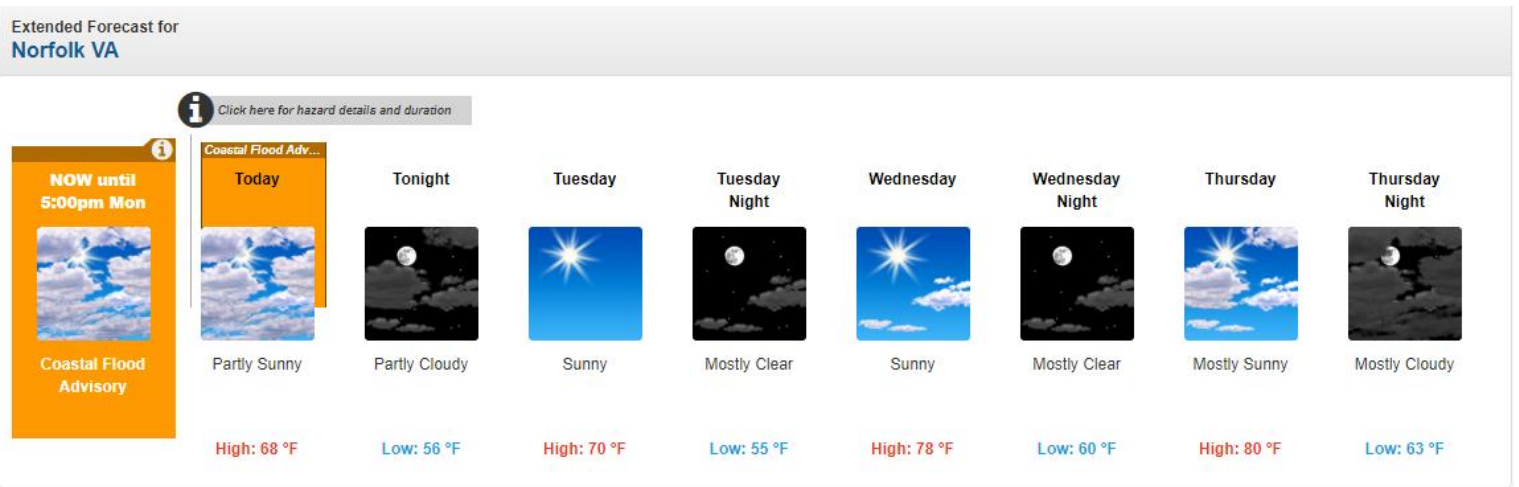 Extended Forecast for
Norfolk VA
Click here for hazard details and duration
NOW until
5:00pm Mon
Coastal Flood
Advisory
Coastal Flood Adv...
Today
Partly Sunny
High: 68 °F
Tonight
Partly Cloudy
Low: 56 °F
Tuesday
Sunny
High: 70 °F
Tuesday
Night
Mostly Clear
Low: 55 °F
Wednesday
Sunny
High: 78 °F
Wednesday
Night
Mostly Clear
Low: 60 °F
Thursday
Mostly Sunny
High: 80 °F
Thursday
Night
Mostly Cloudy
Low: 63 °F